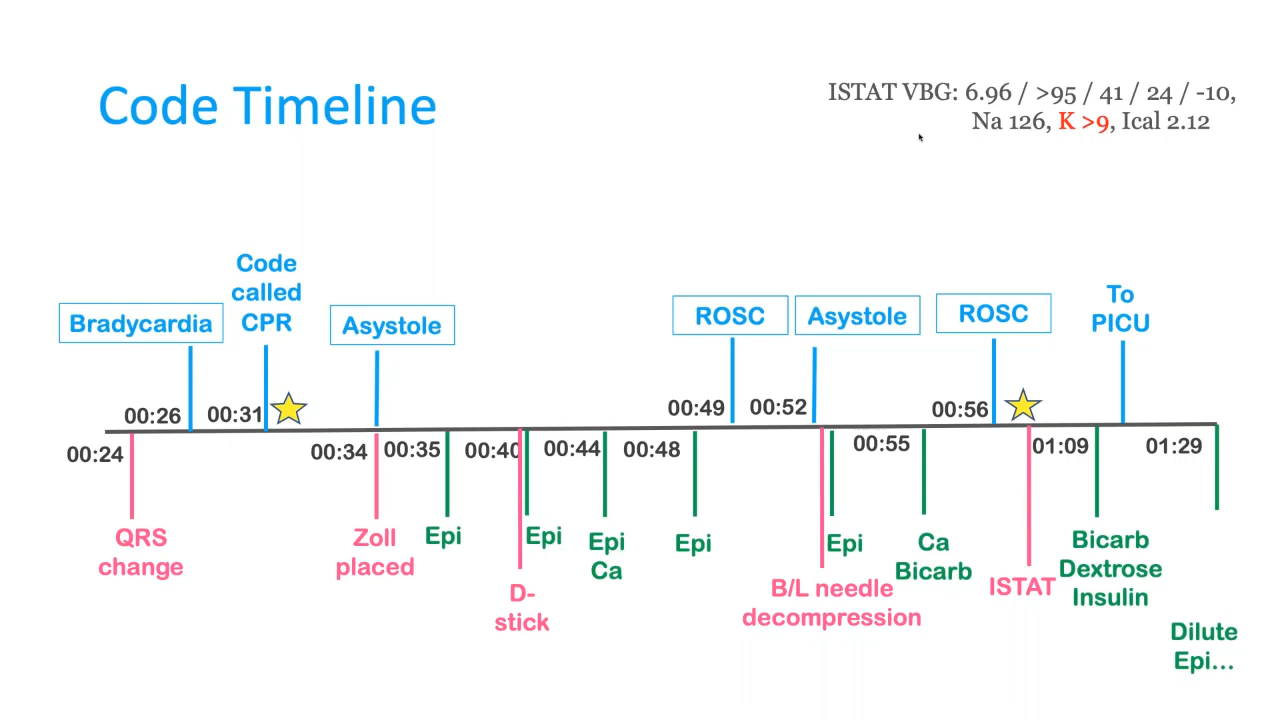 Code Timeline
ISTAT VBG: 6.96 / >95 / 41 / 24 / -10,
Na 126, K >9, Ical 2.12
Code
called
CPR
Bradycardia
Asystole
ROSC
Asystole
ROSC
To
PICU
00:26
00:31
00:49
00:52
00:56
00:24
00:34
00:35
00:40
00:44
00:48
00:55
01:09
01:29
QRS
change
Zoll
placed
Epi
D-
stick
Epi
Epi
Ca
Epi
B/L needle
decompression
Epi
Ca
Bicarb
ISTAT
Bicarb
Dextrose
Insulin
Dilute
Epi...